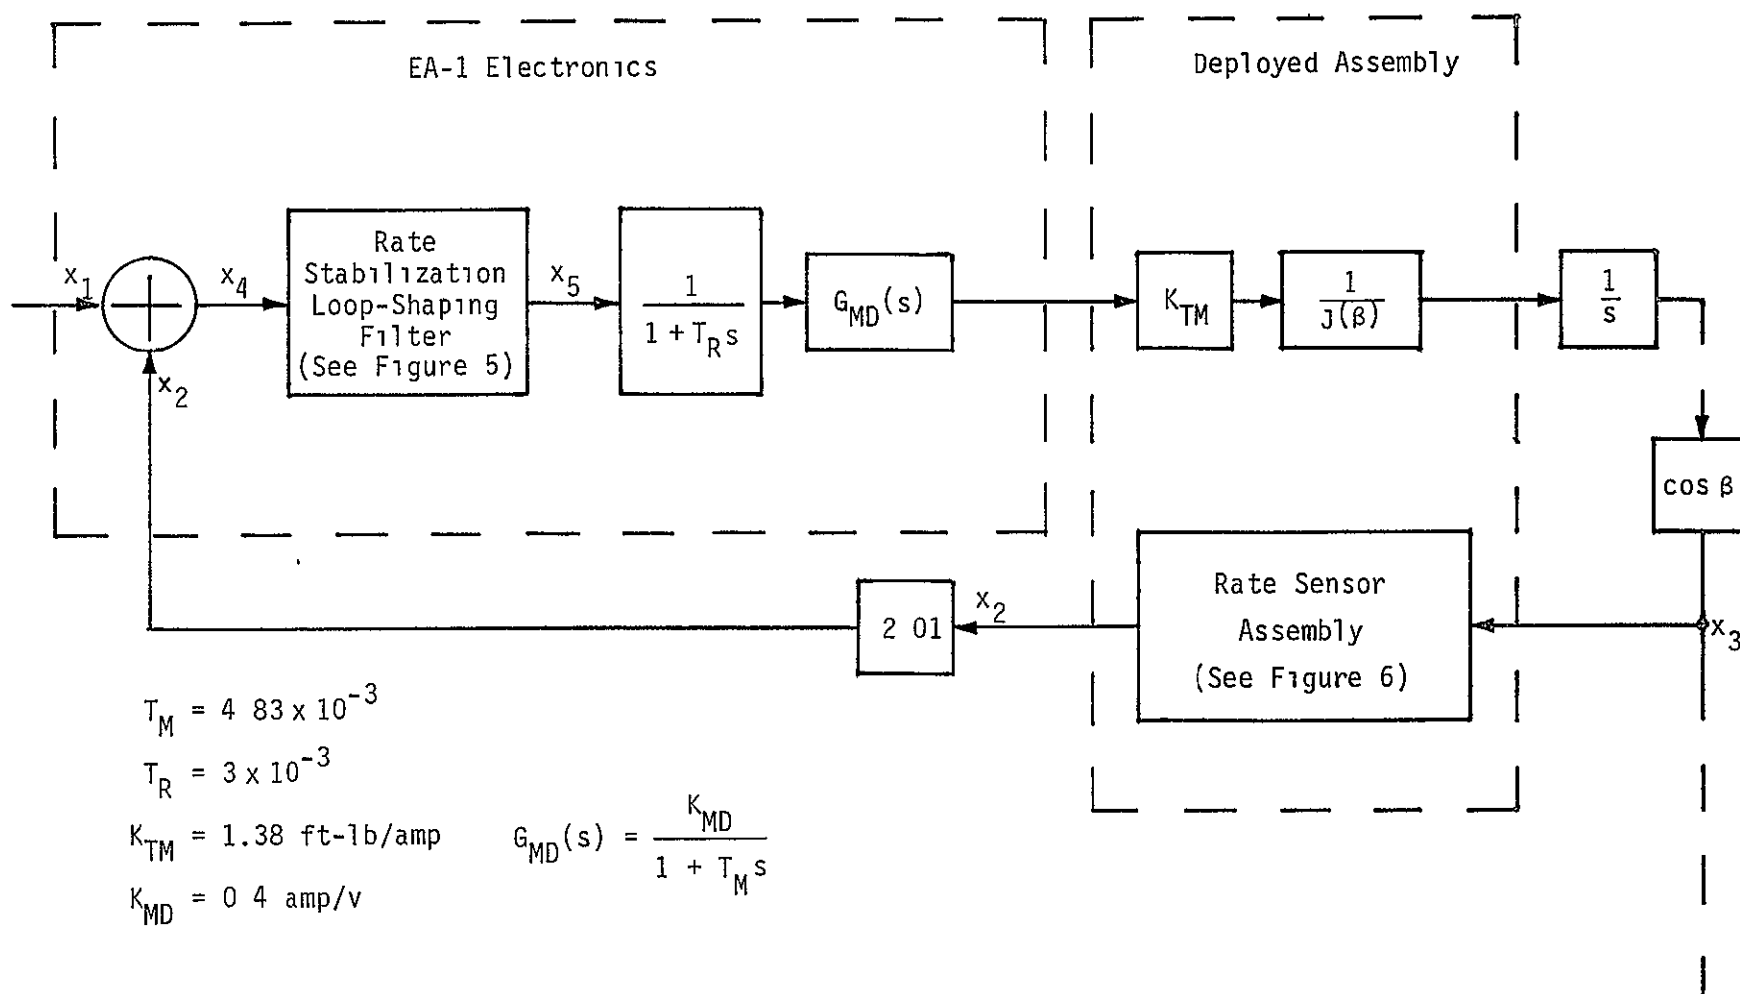 EA-1 Electronics
Deployed Assembly
x1
x4
Rate
Stabilization
Loop-Shaping
Filter
(See Figure 5)
x5
1
1 + TR s
GMD(s)
KTM
1
J(β)
1
s
x2
cos β
2 01
x2
Rate Sensor
Assembly
(See Figure 6)
x3
TM = 4 83 x 10-3
TR = 3 x 10-3
KTM = 1.38 ft-lb/amp
KMD = 0 4 amp/v
GMD(s) = KMD
1 + TM s